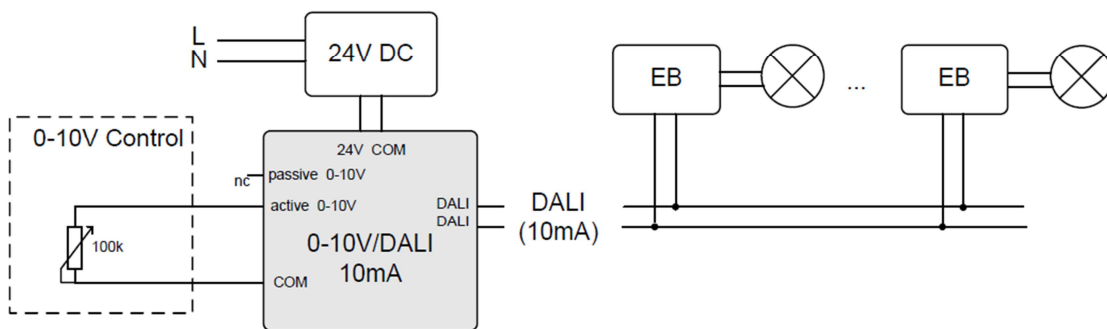 L
N
24V DC
0-10V Control
100k
nc
24V COM
passive 0-10V
active 0-10V
COM
0-10V/DALI
10mA
DALI
DALI
DALI
(10mA)
EB
...
EB